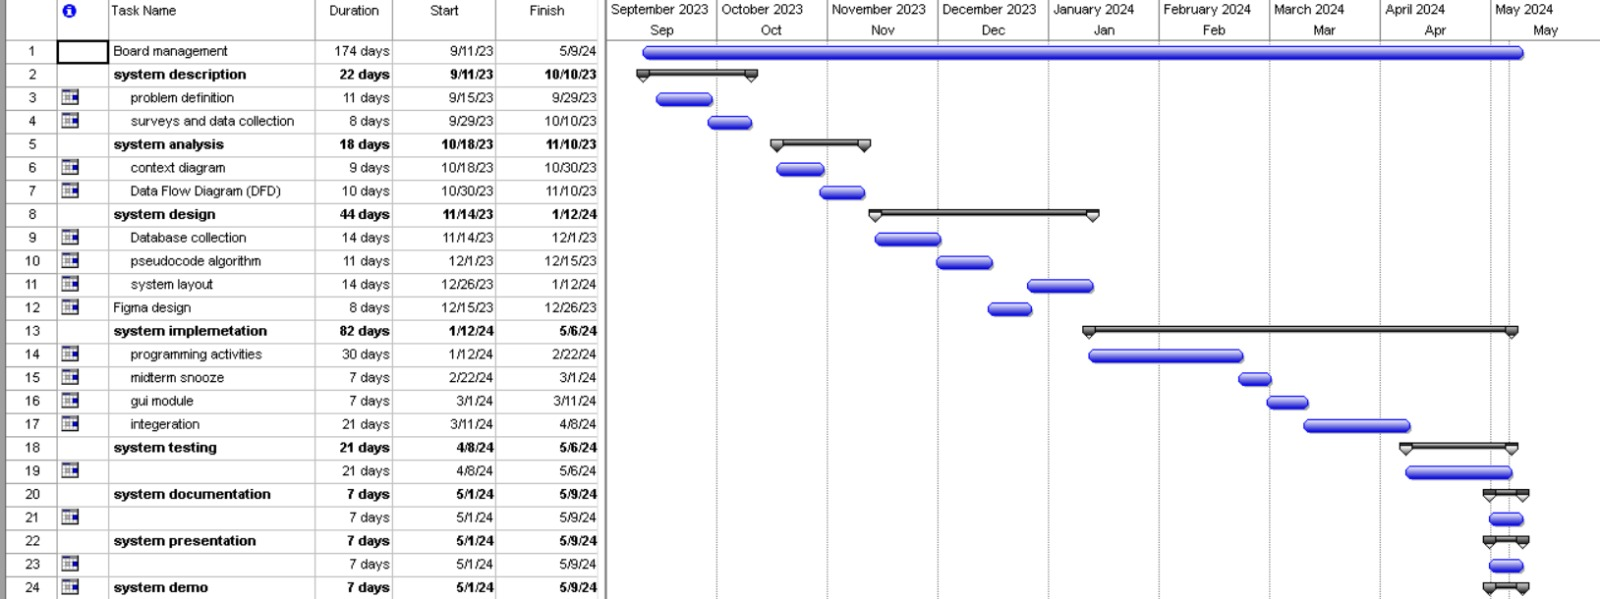 Task Name Duration Start Finish September 2023 October 2023 November 2023 December 2023 January 2024 February 2024 March 2024 April 2024 May 2024
Sep Oct Nov Dec Jan Feb Mar Apr May
1 Board management 174 days 9/11/23 5/9/24
2 system description 22 days 9/11/23 10/10/23
3 problem definition 11 days 9/15/23 9/29/23
4 surveys and data collection 8 days 9/29/23 10/10/23
5 system analysis 18 days 10/18/23 11/10/23
6 context diagram 9 days 10/18/23 10/30/23
7 Data Flow Diagram (DFD) 10 days 10/30/23 11/10/23
8 system design 44 days 11/14/23 1/12/24
9 Database collection 14 days 11/14/23 12/1/23
10 pseudocode algorithm 11 days 12/1/23 12/15/23
11 system layout 14 days 12/26/23 1/12/24
12 Figma design 8 days 12/15/23 12/26/23
13 system implemetation 82 days 1/12/24 5/6/24
14 programming activities 30 days 1/12/24 2/22/24
15 midterm snooze 7 days 2/22/24 3/1/24
16 gui module 7 days 3/1/24 3/11/24
17 integeration 21 days 3/11/24 4/8/24
18 system testing 21 days 4/8/24 5/6/24
19 21 days 4/8/24 5/6/24
20 system documentation 7 days 5/1/24 5/9/24
21 7 days 5/1/24 5/9/24
22 system presentation 7 days 5/1/24 5/9/24
23 7 days 5/1/24 5/9/24
24 system demo 7 days 5/1/24 5/9/24